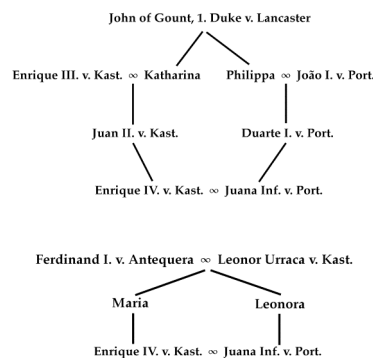 John of Gount, 1. Duke v. Lancaster
Enrique III. v. Kast. ∞ Katharina Philippa ∞ João I. v. Port.
Juan II. v. Kast. Duarte I. v. Port.
Enrique IV. v. Kast. ∞ Juana Inf. v. Port.
Ferdinand I. v. Antequera ∞ Leonor Urraca v. Kast.
Maria Leonora
Enrique IV. v. Kast. ∞ Juana Inf. v. Port.